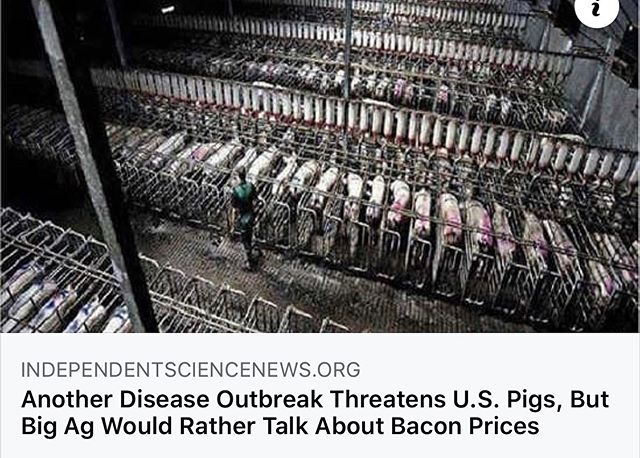 i
INDEPENDENTSCIENCENEWS.ORG
Another Disease Outbreak Threatens U.S. Pigs, But
Big Ag Would Rather Talk About Bacon Prices